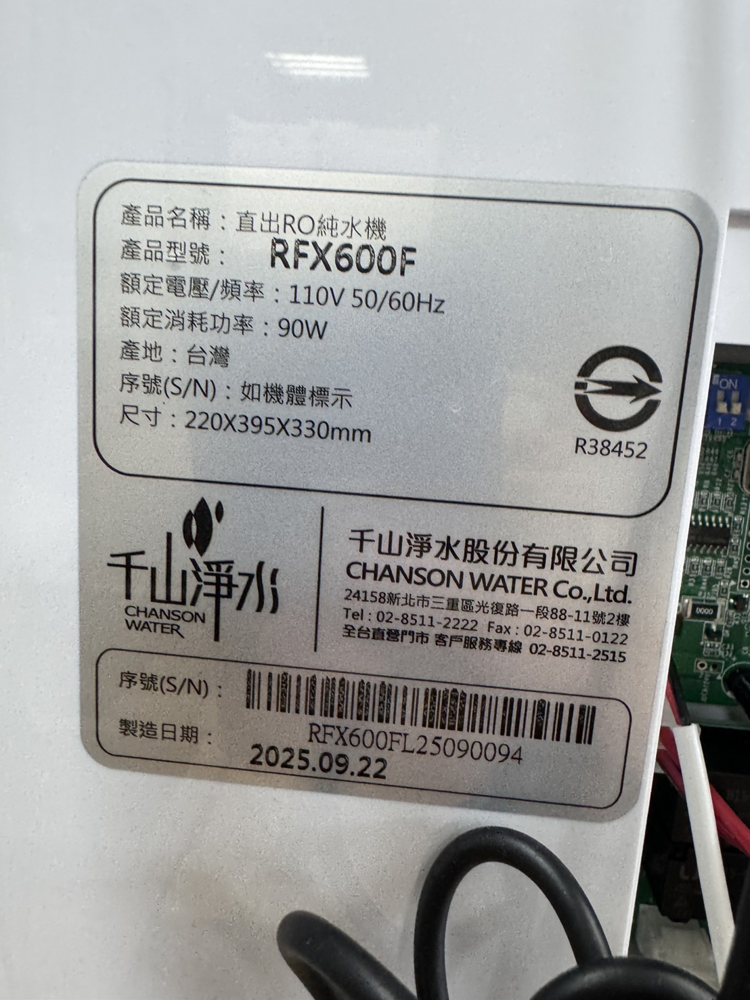 產品名稱：直出RO純水機
產品型號： RFX600F
額定電壓/頻率：110V 50/60Hz
額定消耗功率：90W
產地：台灣
序號(S/N)：如機體標示
尺寸：220X395X330mm
R38452
千山淨水
CHANSON
WATER
千山淨水股份有限公司
CHANSON WATER Co.,Ltd.
24158新北市三重區光復路一段88-11號2樓
Tel：02-8511-2222 Fax：02-8511-0122
全台直營門市 客戶服務專線 02-8511-2515
序號(S/N)：
RFX600FL25090094
製造日期：
2025.09.22
ON
1 2